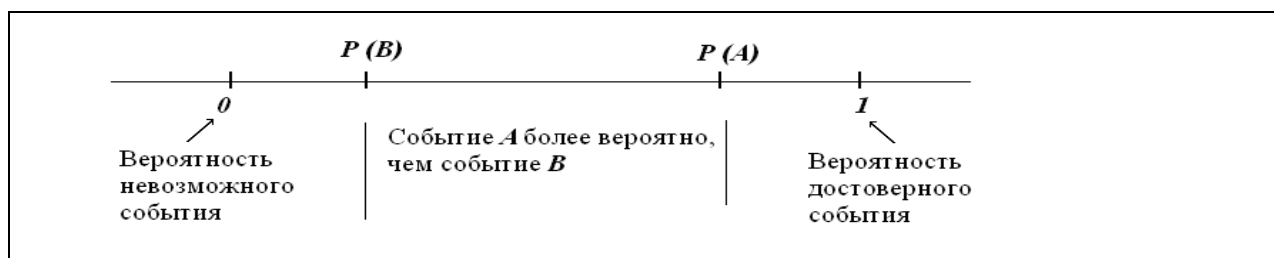 P (B)
P (A)
0
1
Вероятность
невозможного
события
Событие A более вероятно,
чем событие B
Вероятность
достоверного
события